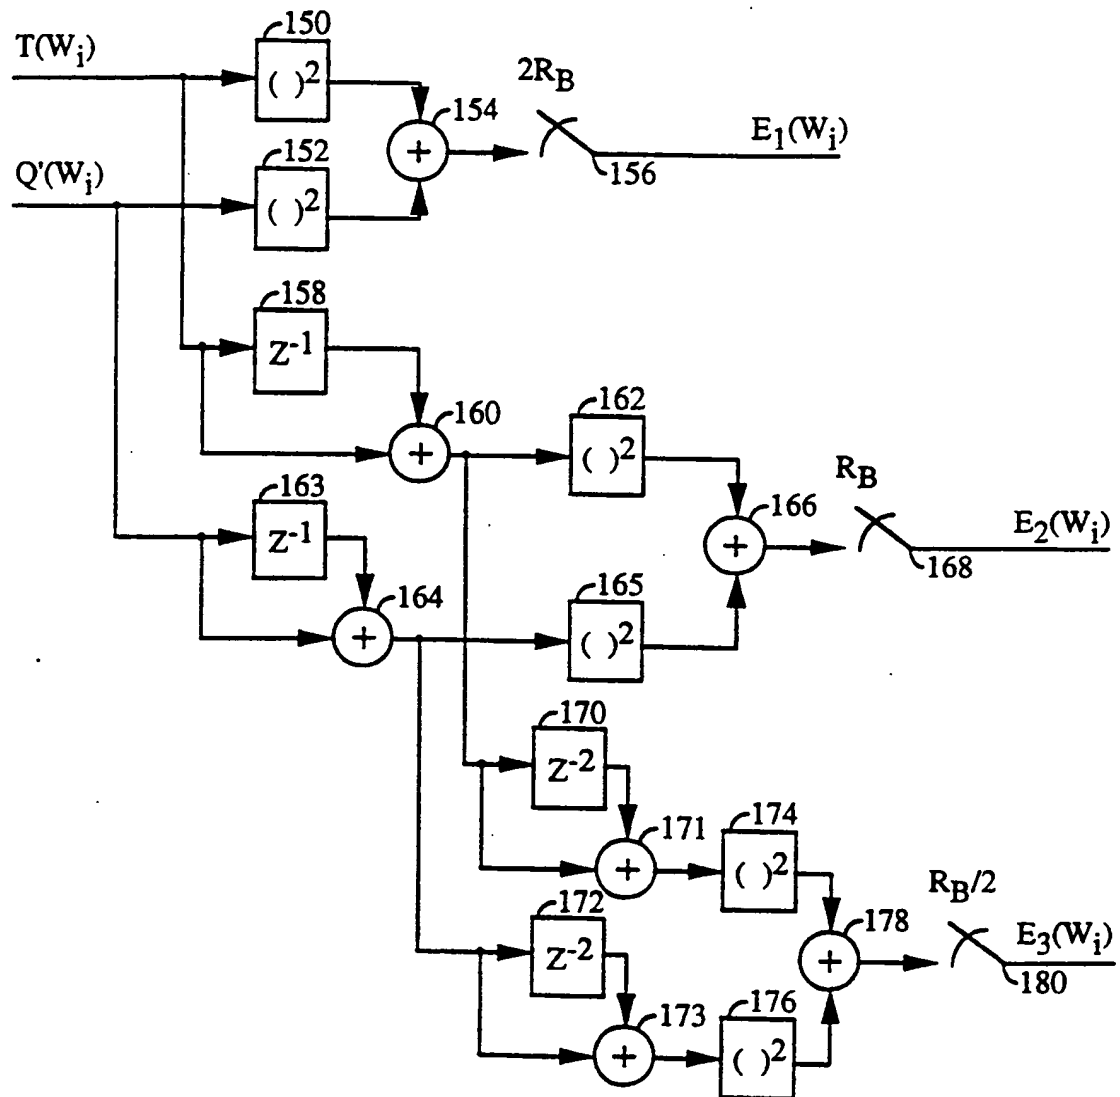 T(Wi)
150
( )2
2RB
154
E1(Wi)
156
Q'(Wi)
152
( )2
+
158
Z-1
160
+
162
( )2
RB
166
E2(Wi)
168
+
163
Z-1
164
+
165
( )2
170
Z-2
171
+
174
( )2
RB/2
178
E3(Wi)
180
+
172
Z-2
173
+
176
( )2